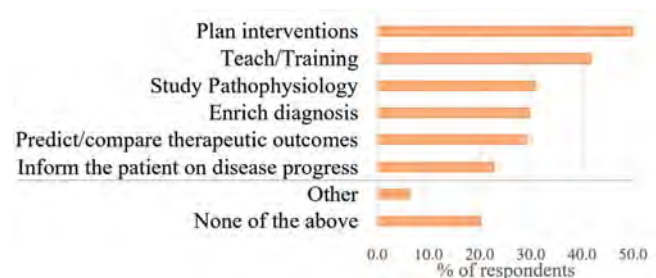 Plan interventions
Teach/Training
Study Pathophysiology
Enrich diagnosis
Predict/compare therapeutic outcomes
Inform the patient on disease progress
Other
None of the above
0.0 10.0 20.0 30.0 40.0 50.0
% of respondents